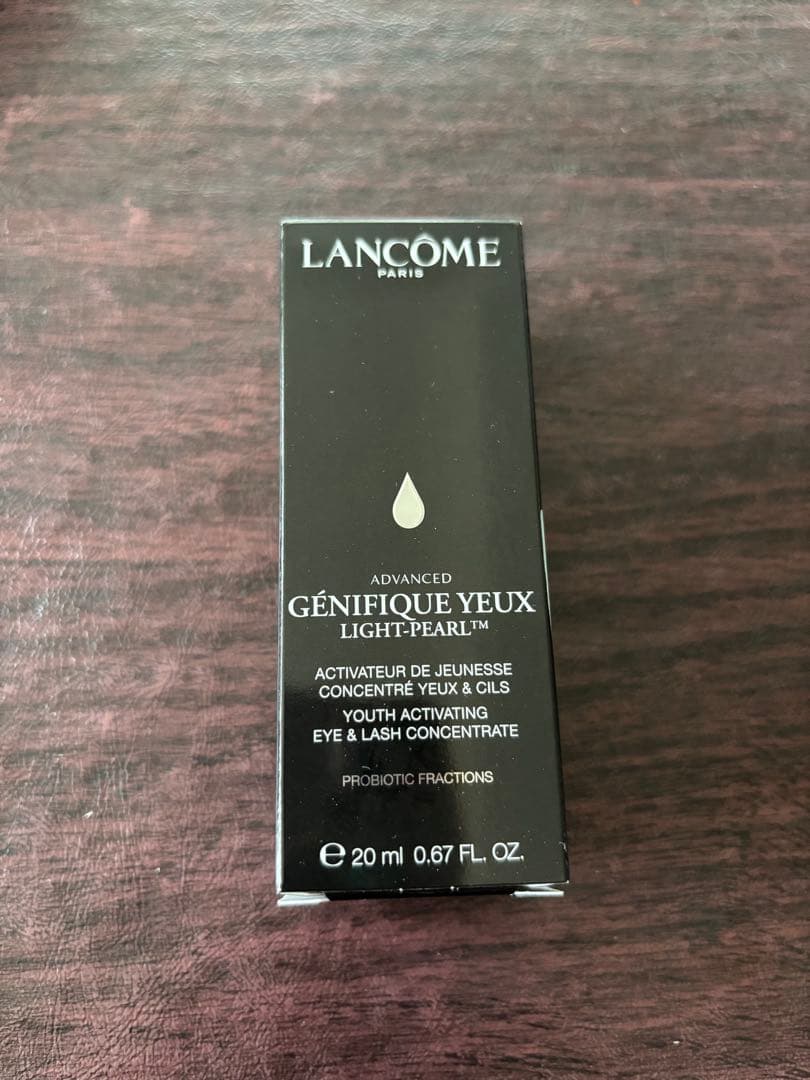 LANCÔME
PARIS
ADVANCED
GÉNIFIQUE YEUX
LIGHT-PEARL™
ACTIVATEUR DE JEUNESSE
CONCENTRÉ YEUX & CILS
YOUTH ACTIVATING
EYE & LASH CONCENTRATE
PROBIOTIC FRACTIONS
℮ 20 ml 0.67 FL. OZ.